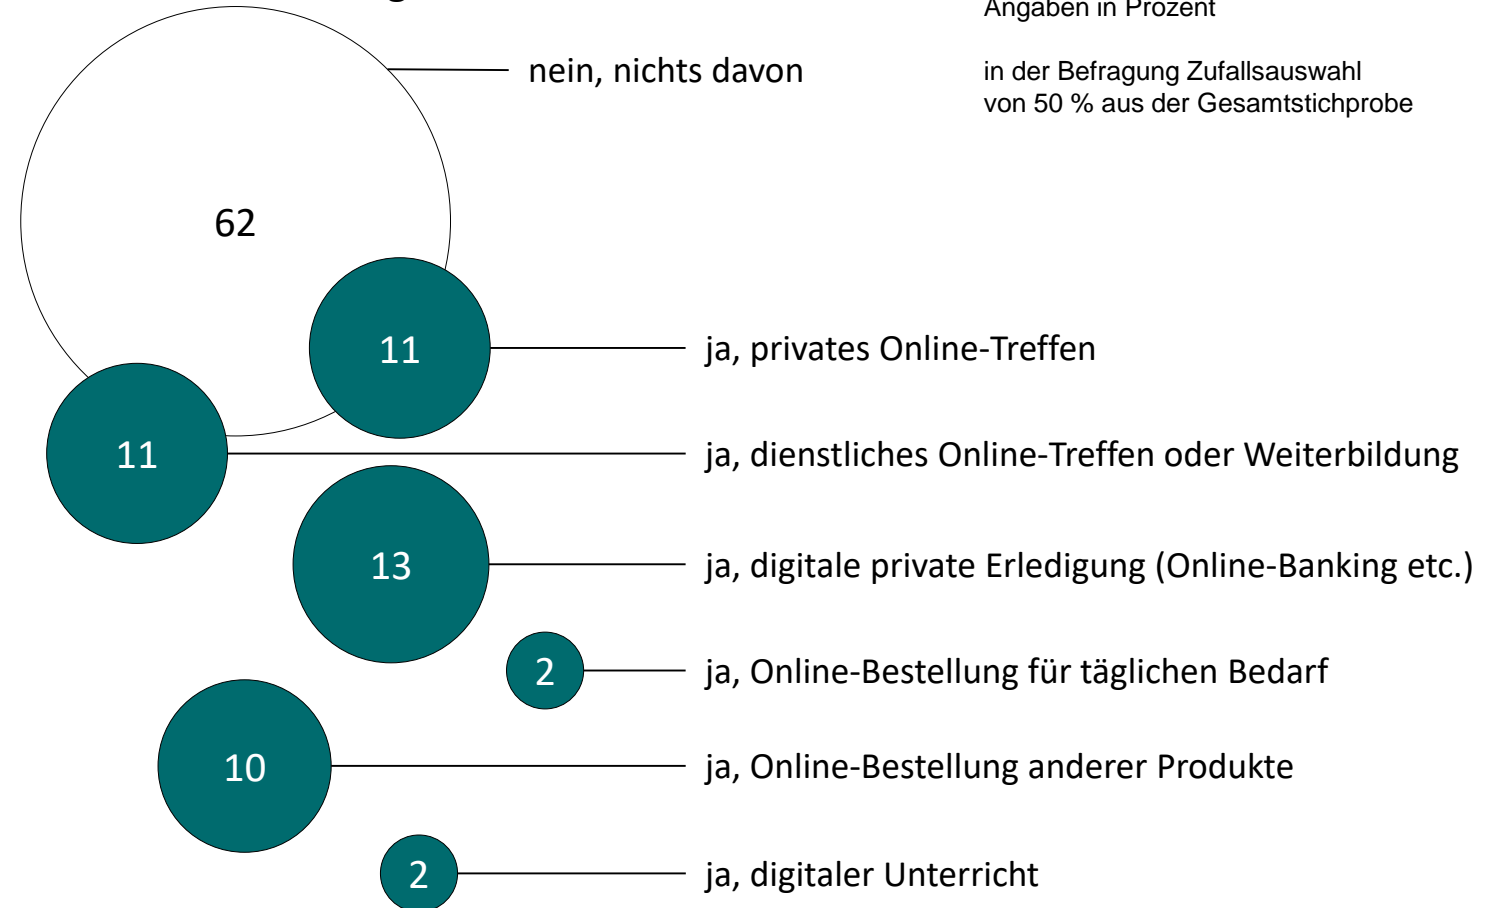 Angaben in Prozent
nein, nichts davon
in der Befragung Zufallsauswahl
von 50 % aus der Gesamtstichprobe
62
11
ja, privates Online-Treffen
11
ja, dienstliches Online-Treffen oder Weiterbildung
13
ja, digitale private Erledigung (Online-Banking etc.)
2
ja, Online-Bestellung für täglichen Bedarf
10
ja, Online-Bestellung anderer Produkte
2
ja, digitaler Unterricht